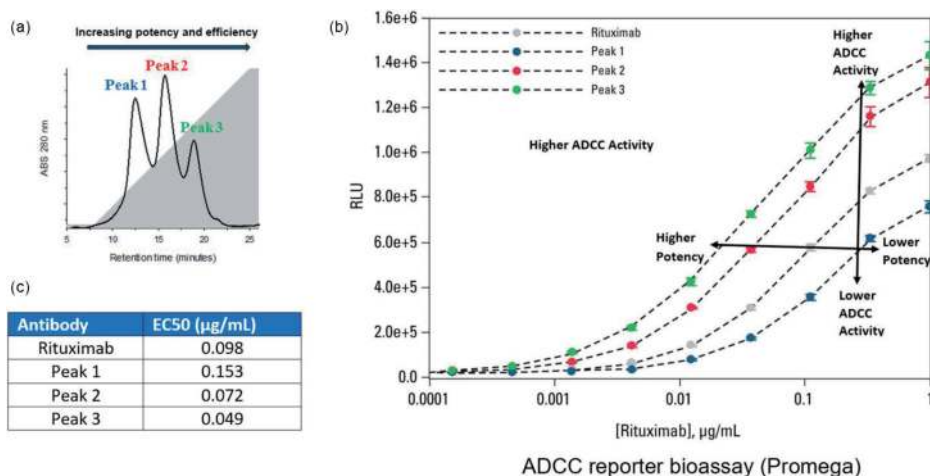 (a)
Increasing potency and efficiency
Peak 1
Peak 2
Peak 3
ABS 280 nm
5 10 15 20 25
Retention time (minutes)
(b)
1.6e+6
1.4e+6
1.2e+6
1.0e+6
8.0e+5
6.0e+5
4.0e+5
2.0e+5
0.0
RLU
Rituximab
Peak 1
Peak 2
Peak 3
Higher ADCC Activity
Higher
ADCC
Activity
Higher
Potency
Lower
Potency
Lower
ADCC
Activity
0.0001 0.001 0.01 0.1 1
[Rituximab], µg/mL
ADCC reporter bioassay (Promega)
(c)
Antibody EC50 (µg/mL)
Rituximab 0.098
Peak 1 0.153
Peak 2 0.072
Peak 3 0.049